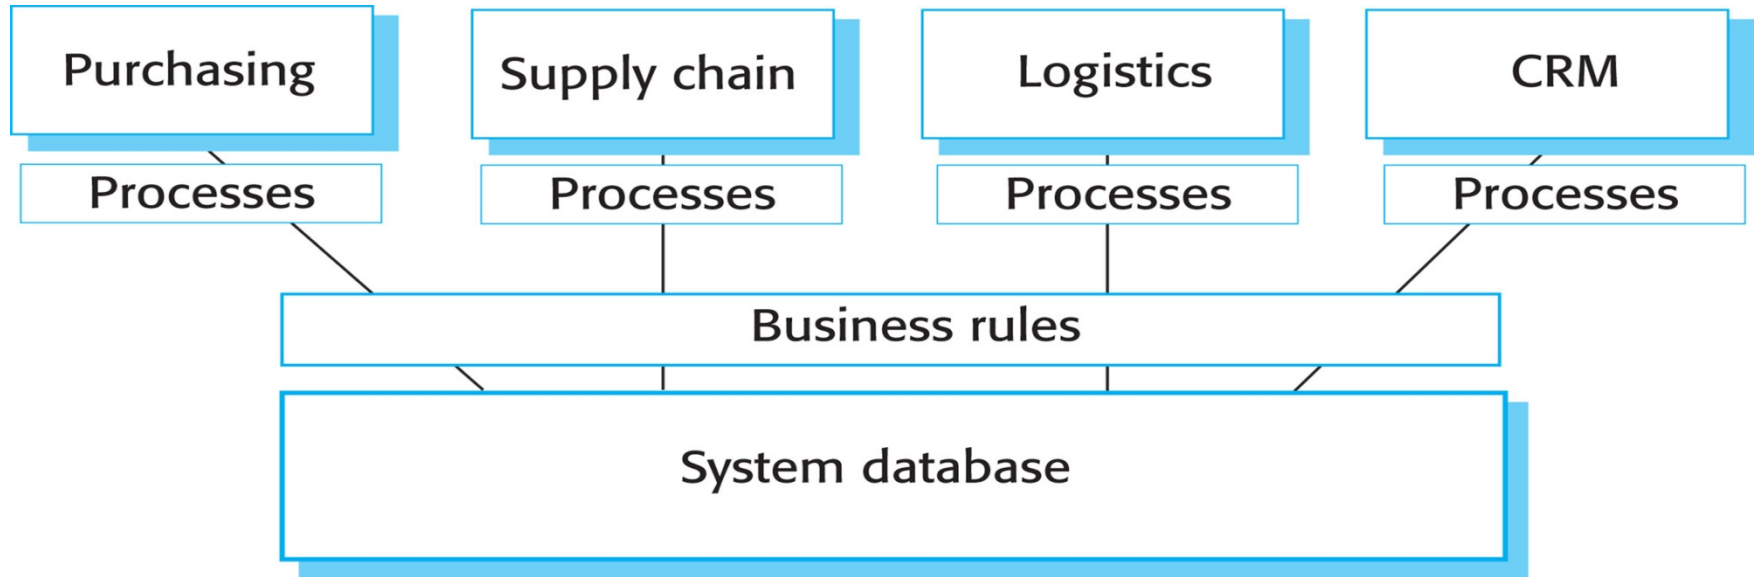 Purchasing
Supply chain
Logistics
CRM
Processes
Processes
Processes
Processes
Business rules
System database